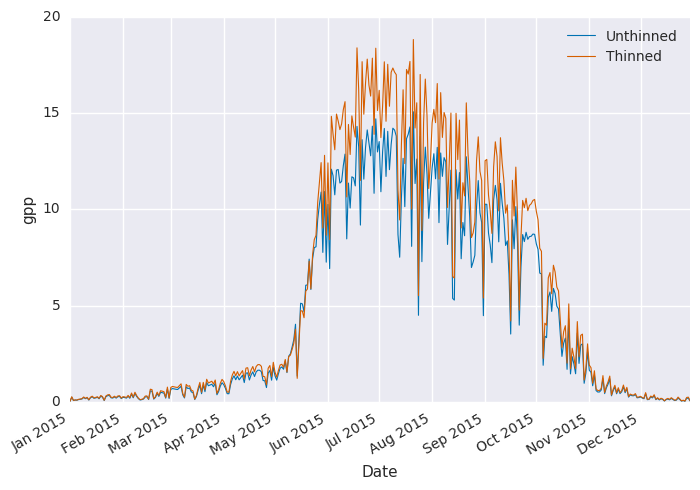 20
Unthinned
Thinned
15
gpp
10
5
0
Jan 2015
Feb 2015
Mar 2015
Apr 2015
May 2015
Jun 2015
Jul 2015
Aug 2015
Sep 2015
Oct 2015
Nov 2015
Dec 2015
Date